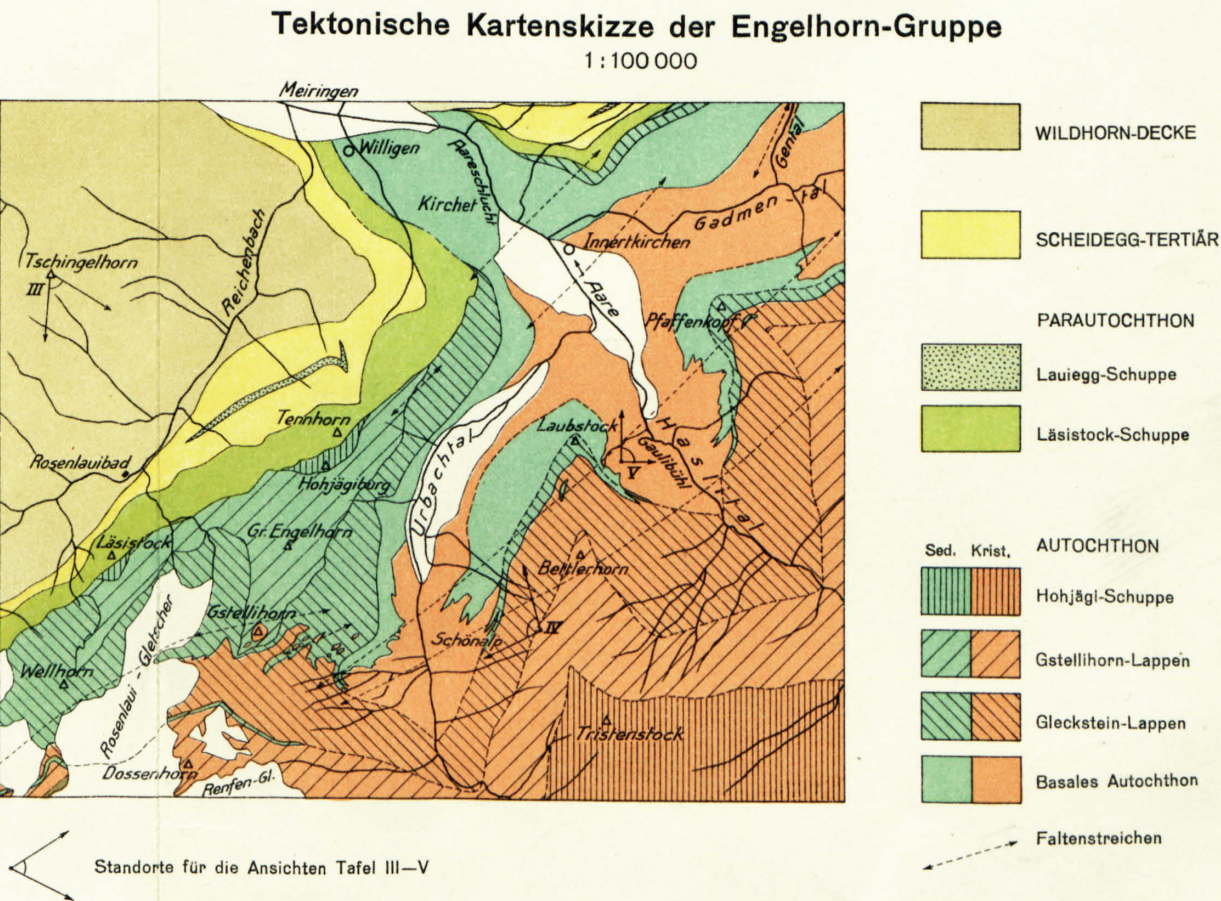 Tektonische Kartenskizze der Engelhorn-Gruppe
1:100 000
Meiringen
Willigen
Aareschlucht
Kirchet
Gental
Gadmen-tal
Innertkirchen
Aare
Reichenbach
Tschingelhorn
III
Pfaffenkopf
Tennhorn
Laubstock
Hasiltal
Gaulibühl
V
Rosenlauibad
Hohjägiburg
Urbachtal
Gr. Engelhorn
Läsistock
Bettlerhorn
Gstellihorn
IV
Schönalp
Wellhorn
Rosenlaui-Gletscher
Tristenstock
Dossenhorn
Renfen-Gl.
WILDHORN-DECKE
SCHEIDEGG-TERTIÄR
PARAUTOCHTHON
Lauiegg-Schuppe
Läsistock-Schuppe
Sed. Krist. AUTOCHTHON
Hohjägi-Schuppe
Gstellihorn-Lappen
Gleckstein-Lappen
Basales Autochthon
Faltenstreichen
Standorte für die Ansichten Tafel III—V